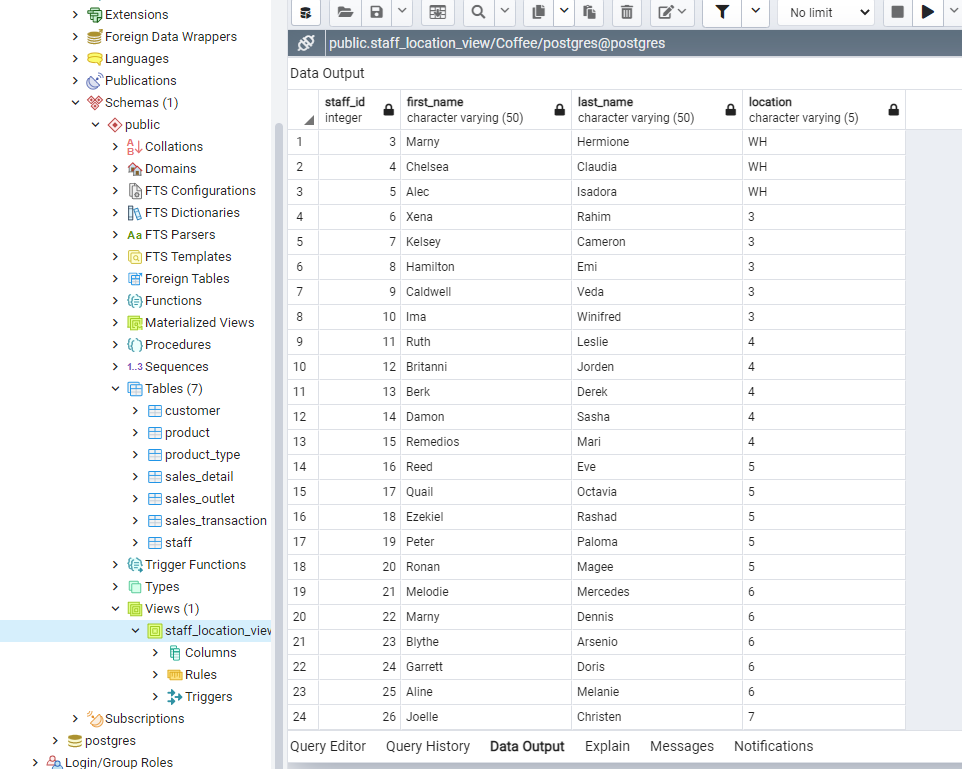 Extensions
Foreign Data Wrappers
Languages
Publications
Schemas (1)
public
Collations
Domains
FTS Configurations
FTS Dictionaries
Aa FTS Parsers
FTS Templates
Foreign Tables
Functions
Materialized Views
Procedures
1..3 Sequences
Tables (7)
customer
product
product_type
sales_detail
sales_outlet
sales_transaction
staff
Trigger Functions
Types
Views (1)
staff_location_view
Columns
Rules
Triggers
Subscriptions
postgres
Login/Group Roles
No limit
public.staff_location_view/Coffee/postgres@postgres
Data Output
staff_id first_name last_name location
integer character varying (50) character varying (50) character varying (5)
1 3 Marny Hermione WH
2 4 Chelsea Claudia WH
3 5 Alec Isadora WH
4 6 Xena Rahim 3
5 7 Kelsey Cameron 3
6 8 Hamilton Emi 3
7 9 Caldwell Veda 3
8 10 Ima Winifred 3
9 11 Ruth Leslie 4
10 12 Britanni Jorden 4
11 13 Berk Derek 4
12 14 Damon Sasha 4
13 15 Remedios Mari 4
14 16 Reed Eve 5
15 17 Quail Octavia 5
16 18 Ezekiel Rashad 5
17 19 Peter Paloma 5
18 20 Ronan Magee 5
19 21 Melodie Mercedes 6
20 22 Marny Dennis 6
21 23 Blythe Arsenio 6
22 24 Garrett Doris 6
23 25 Aline Melanie 6
24 26 Joelle Christen 7
Query Editor Query History Data Output Explain Messages Notifications